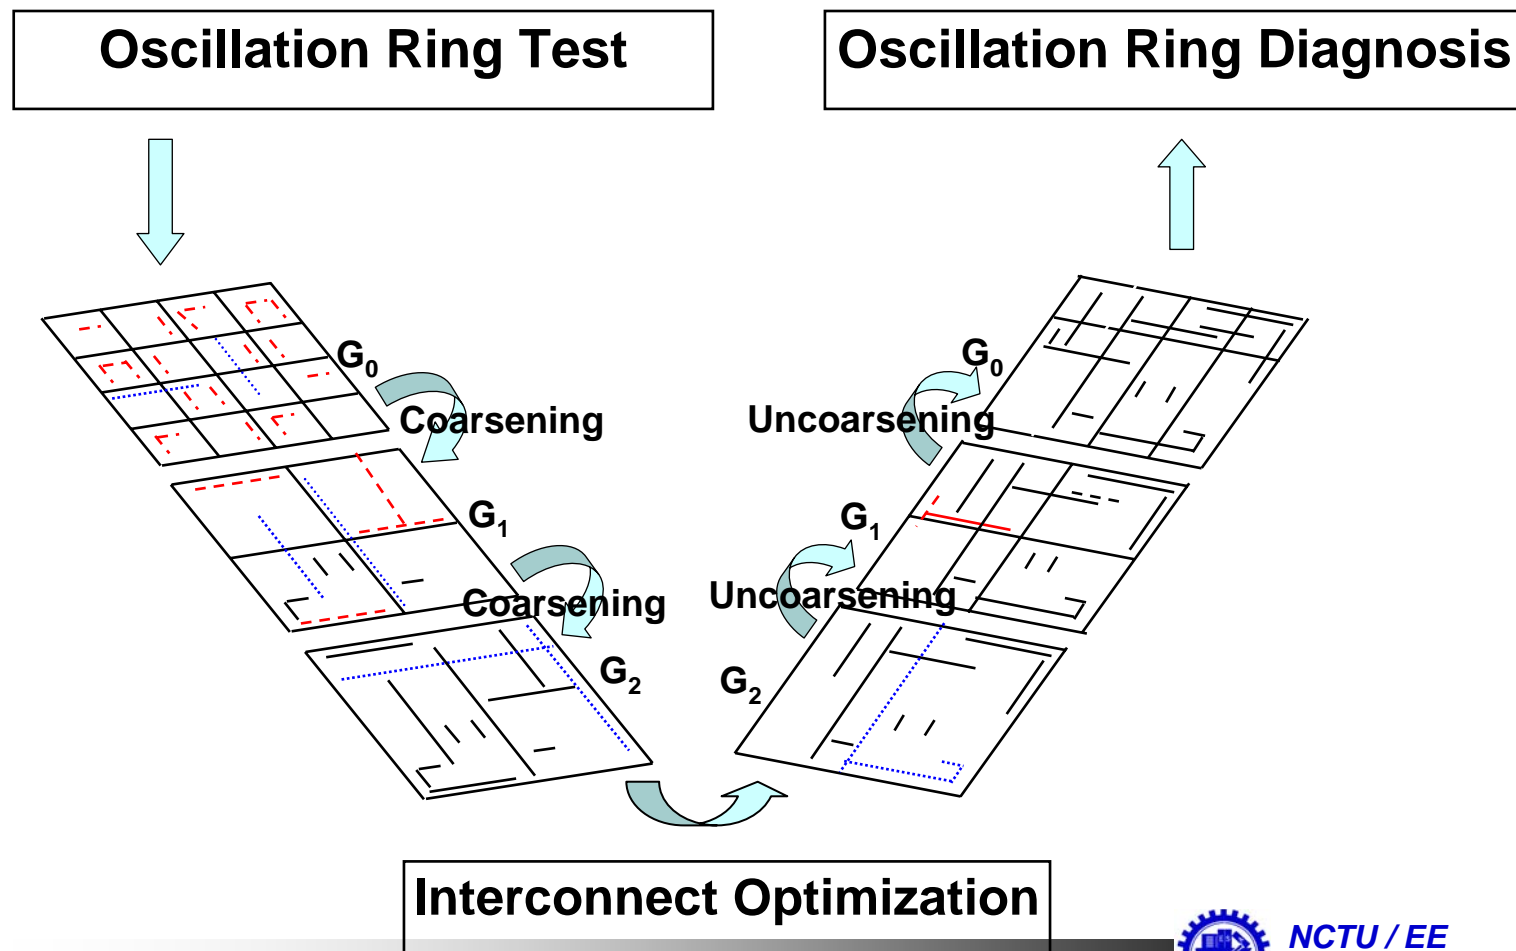 Oscillation Ring Test
Oscillation Ring Diagnosis
G0
G0
Coarsening
Uncoarsening
G1
G1
Coarsening
Uncoarsening
G2
G2
Interconnect Optimization
NCTU / EE